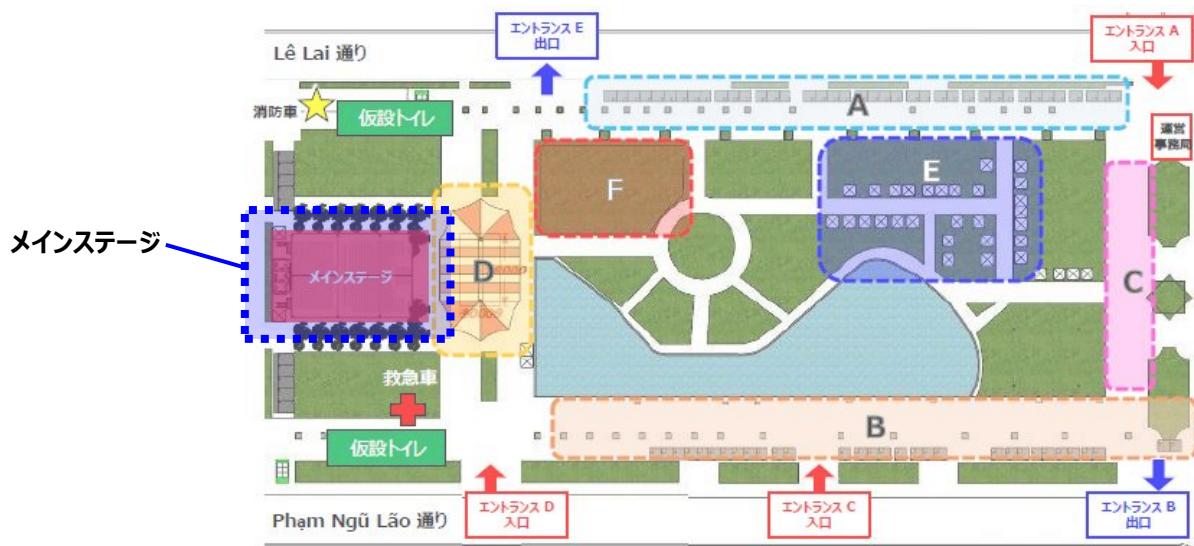 エントランス E
出口
エントランス A
入口
Lê Lai 通り
A
消防車
仮設トイレ
運営
事務局
E
F
メインステージ
メインステージ
D
C
救急車
B
仮設トイレ
エントランス D
入口
エントランス C
入口
エントランス B
出口
Phạm Ngũ Lão 通り